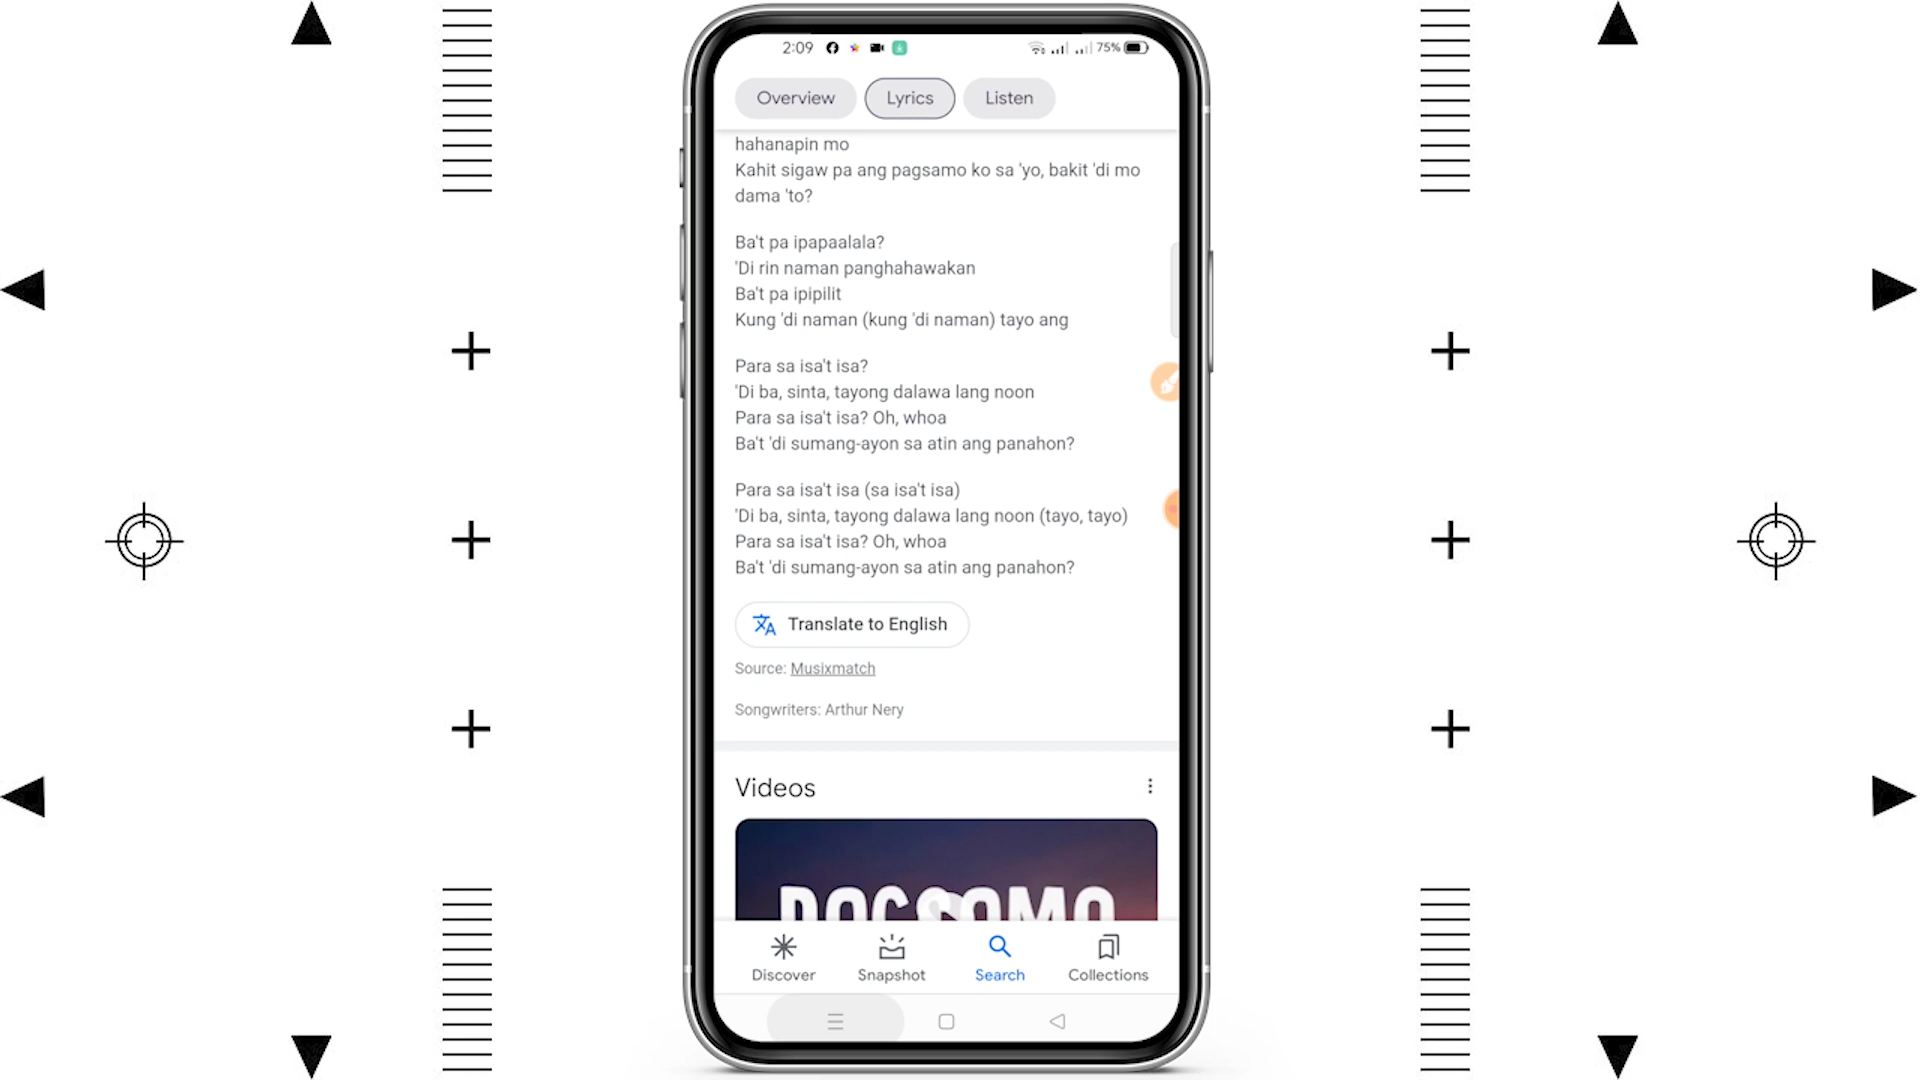 2:09
75%
Overview
Lyrics
Listen
hahanapin mo
Kahit sigaw pa ang pagsamo ko sa 'yo, bakit 'di mo
dama 'to?
Ba't pa ipapaalala?
'Di rin naman panghahawakan
Ba't pa ipipilit
Kung 'di naman (kung 'di naman) tayo ang
Para sa isa't isa?
'Di ba, sinta, tayong dalawa lang noon
Para sa isa't isa? Oh, whoa
Ba't 'di sumang-ayon sa atin ang panahon?
Para sa isa't isa (sa isa't isa)
'Di ba, sinta, tayong dalawa lang noon (tayo, tayo)
Para sa isa't isa? Oh, whoa
Ba't 'di sumang-ayon sa atin ang panahon?
Translate to English
Source: Musixmatch
Songwriters: Arthur Nery
Videos
Discover
Snapshot
Search
Collections